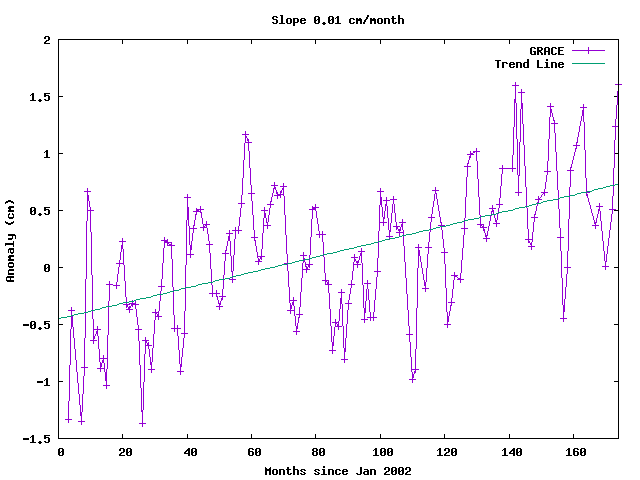 Slope 0.01 cm/month
GRACE
Trend Line
2
1.5
1
0.5
0
-0.5
-1
-1.5
Anomaly (cm)
0 20 40 60 80 100 120 140 160
Months since Jan 2002